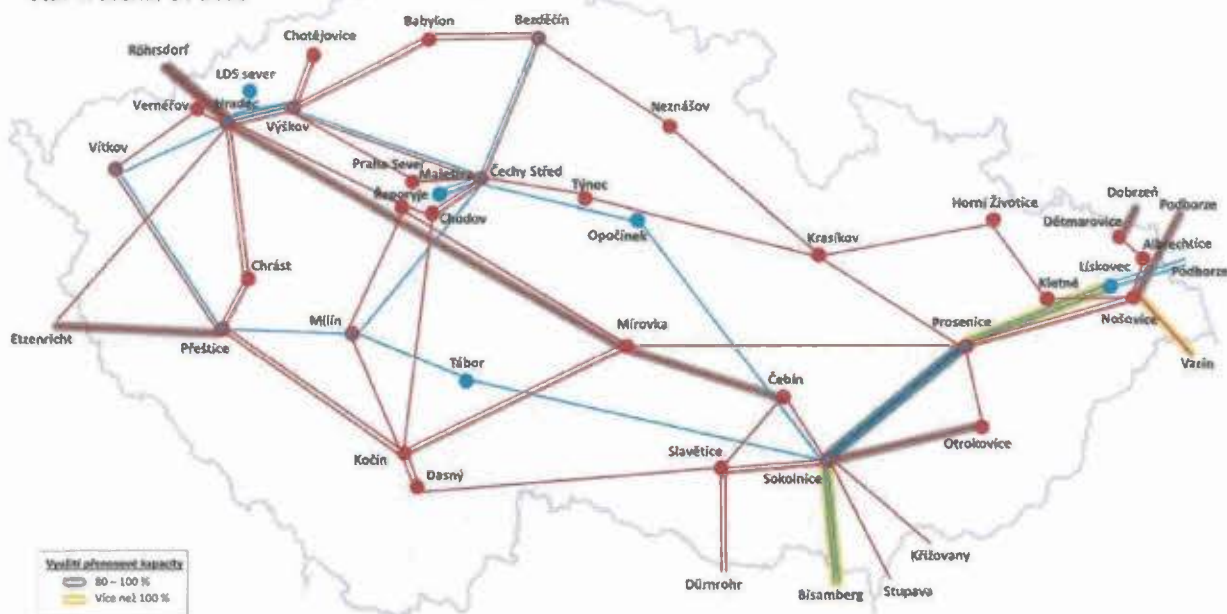 Babylon
Bezděčín
Chotějovice
Röhrsdorf
LDS sever
Vernéřov
Hradec
Výškov
Neznášov
Vítkov
Praha Sever
Malešice
Čechy Střed
Týnec
Řeporyje
Chodov
Opočínek
Horní Životice
Dobrzeń
Dětmarovice
Podborze
Albrechtice
Lískovec
Podborze
Krasíkov
Kletné
Nošovice
Chrást
Etzenricht
Přeštice
Milín
Mírovka
Prosenice
Varín
Tábor
Čebín
Kočín
Dasný
Slavětice
Sokolnice
Otrokovice
Dürnrohr
Bisamberg
Stupava
Křižovany
Využití přenosové kapacity
80 – 100 %
Více než 100 %